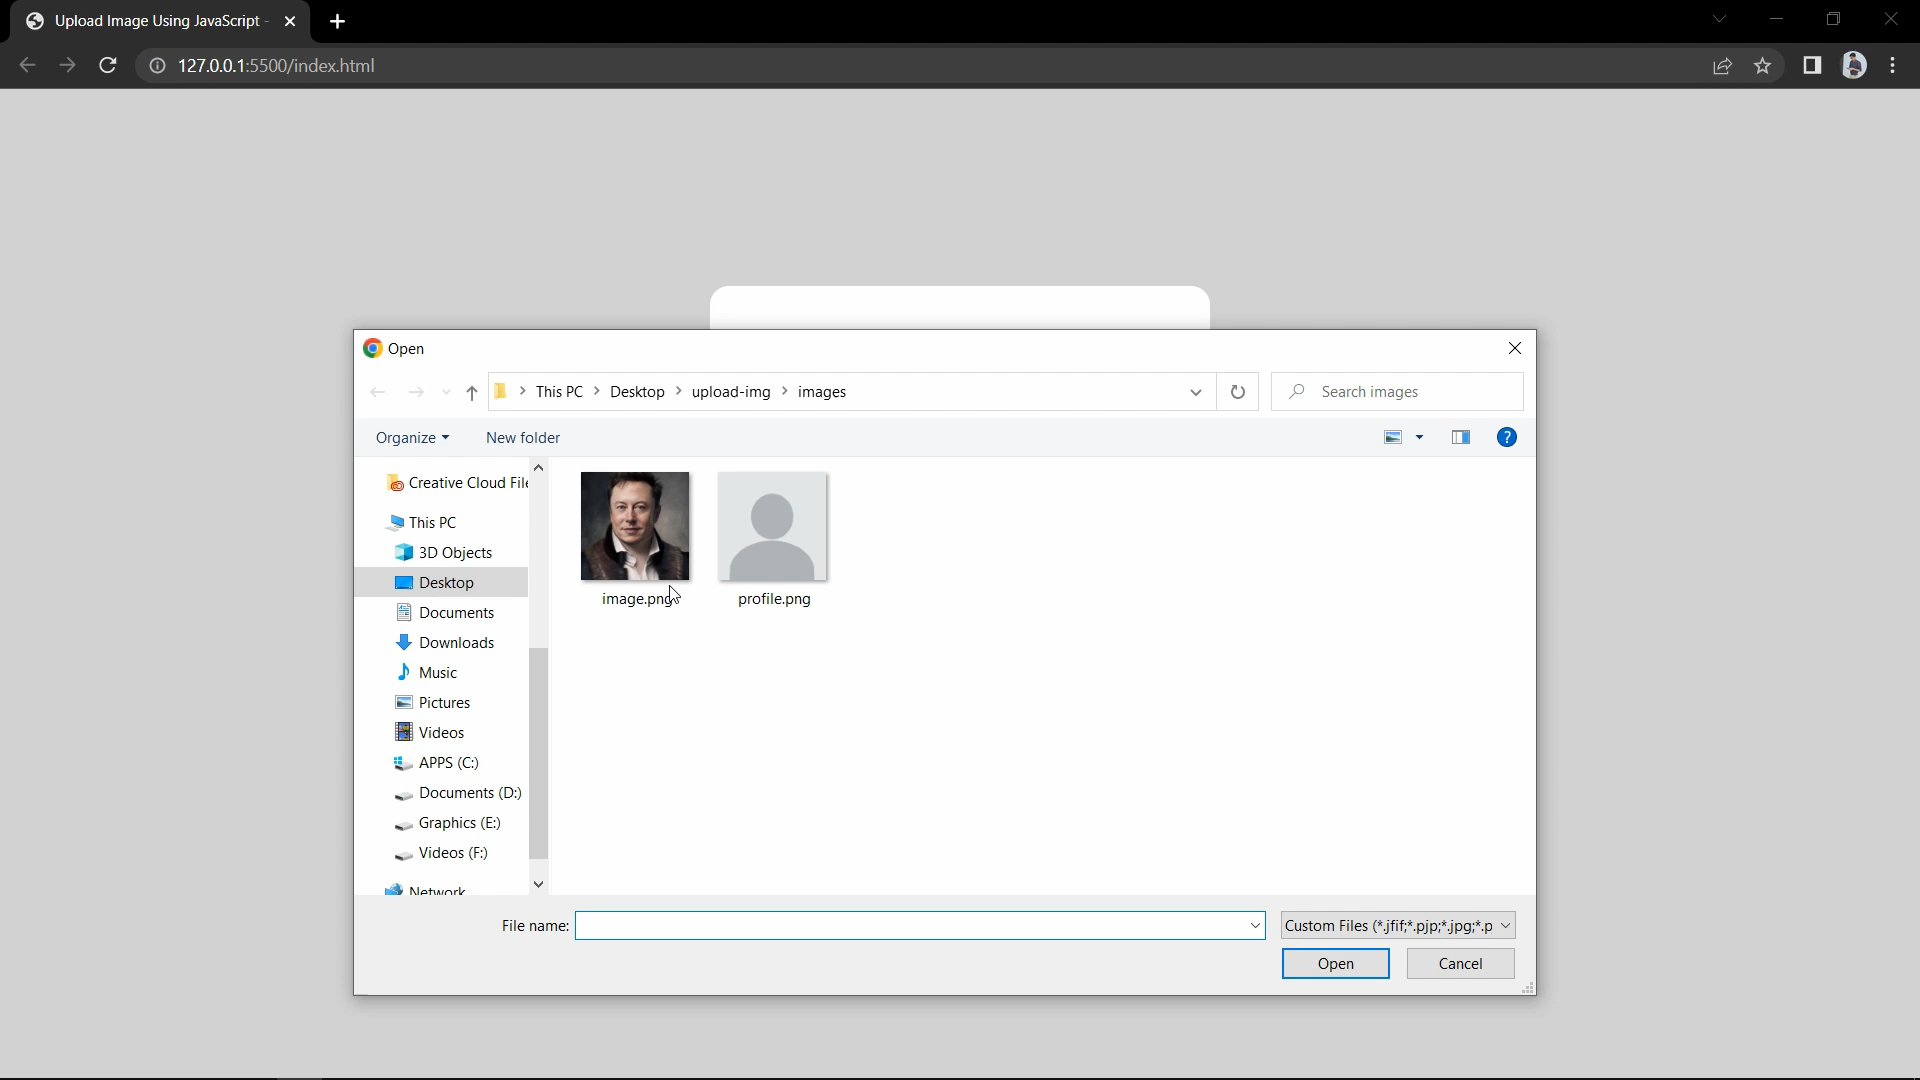 Upload Image Using JavaScript -
127.0.0.1:5500/index.html
Open
This PC > Desktop > upload-img > images
Search images
Organize
New folder
?
Creative Cloud File
This PC
3D Objects
Desktop
Documents
Downloads
Music
Pictures
Videos
APPS (C:)
Documents (D:)
Graphics (E:)
Videos (F:)
Network
image.png
profile.png
File name:
Custom Files (*.jfif;*.pjp;*.jpg;*.p
Open
Cancel